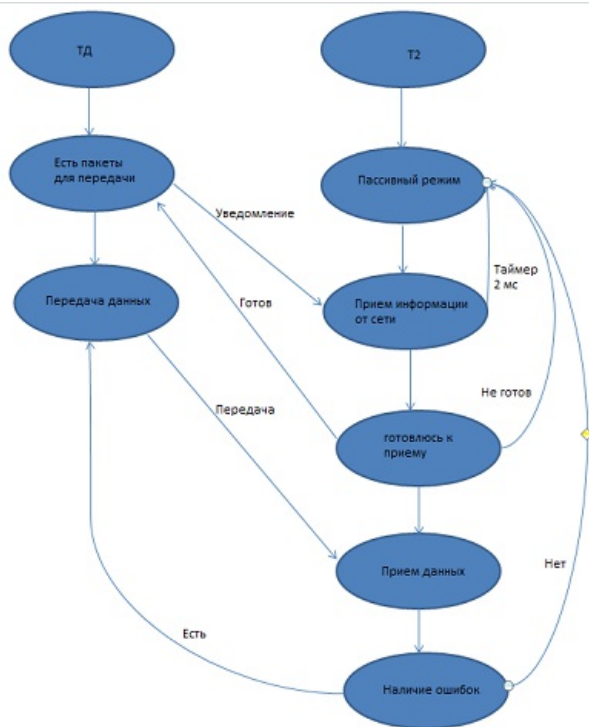 ТД
Т2
Есть пакеты
для передачи
Пассивный режим
Уведомление
Таймер
2 мс
Передача данных
Готов
Прием информации
от сети
Не готов
Передача
готовлюсь к
приему
Прием данных
Нет
Есть
Наличие ошибок